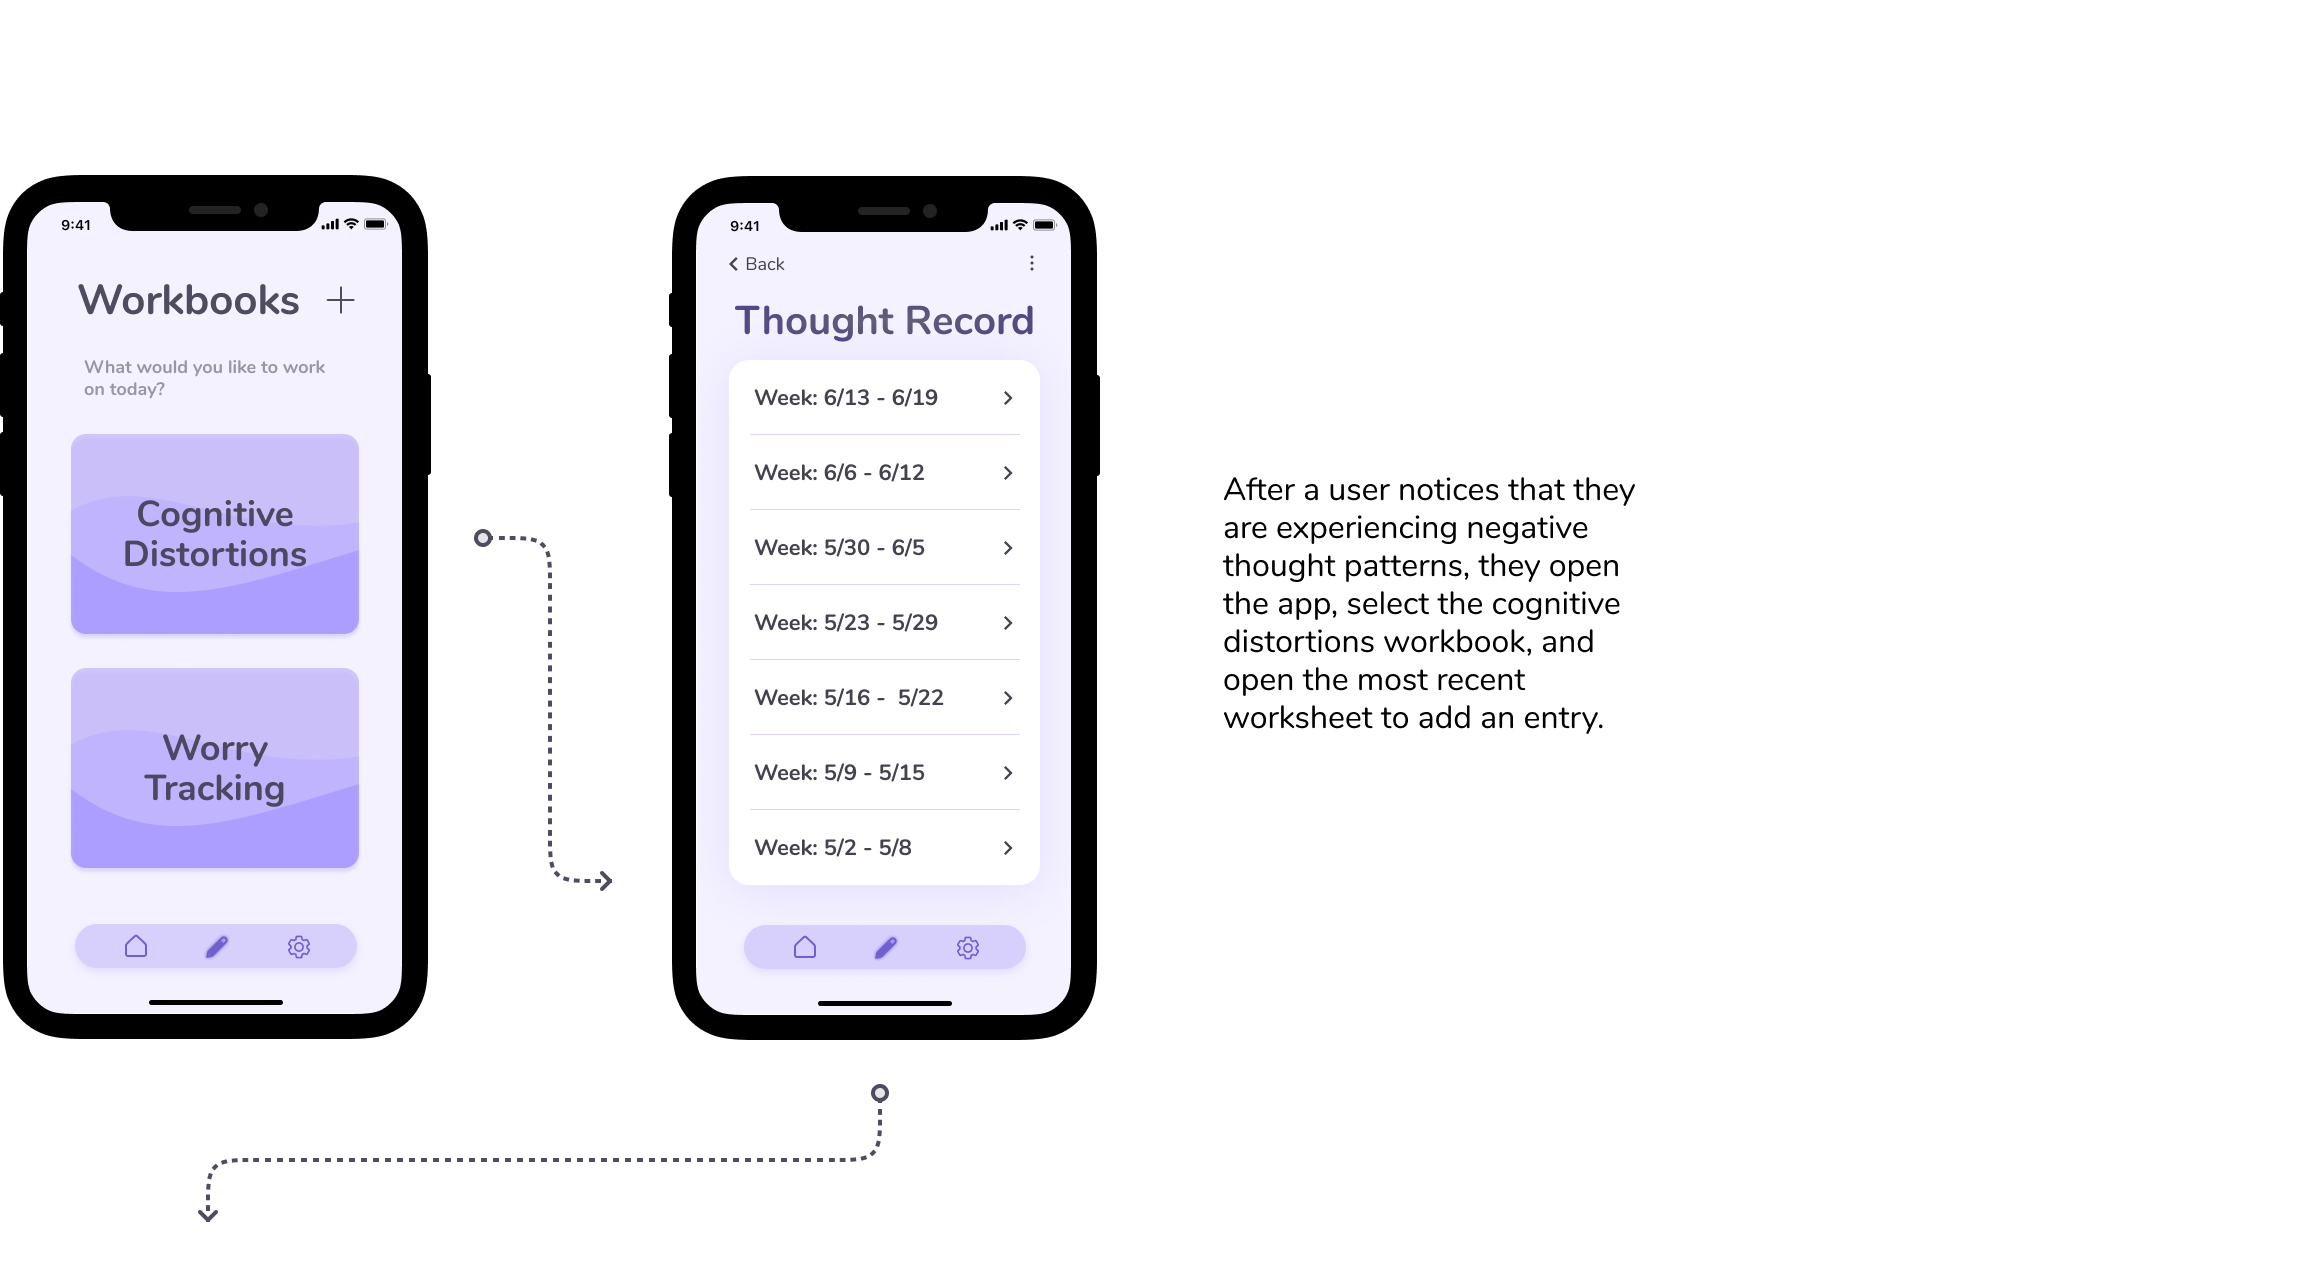 9:41
Workbooks
What would you like to work
on today?
Cognitive
Distortions
Worry
Tracking
9:41
Back
Thought Record
Week: 6/13 - 6/19
Week: 6/6 - 6/12
Week: 5/30 - 6/5
Week: 5/23 - 5/29
Week: 5/16 -  5/22
Week: 5/9 - 5/15
Week: 5/2 - 5/8
After a user notices that they
are experiencing negative
thought patterns, they open
the app, select the cognitive
distortions workbook, and
open the most recent
worksheet to add an entry.